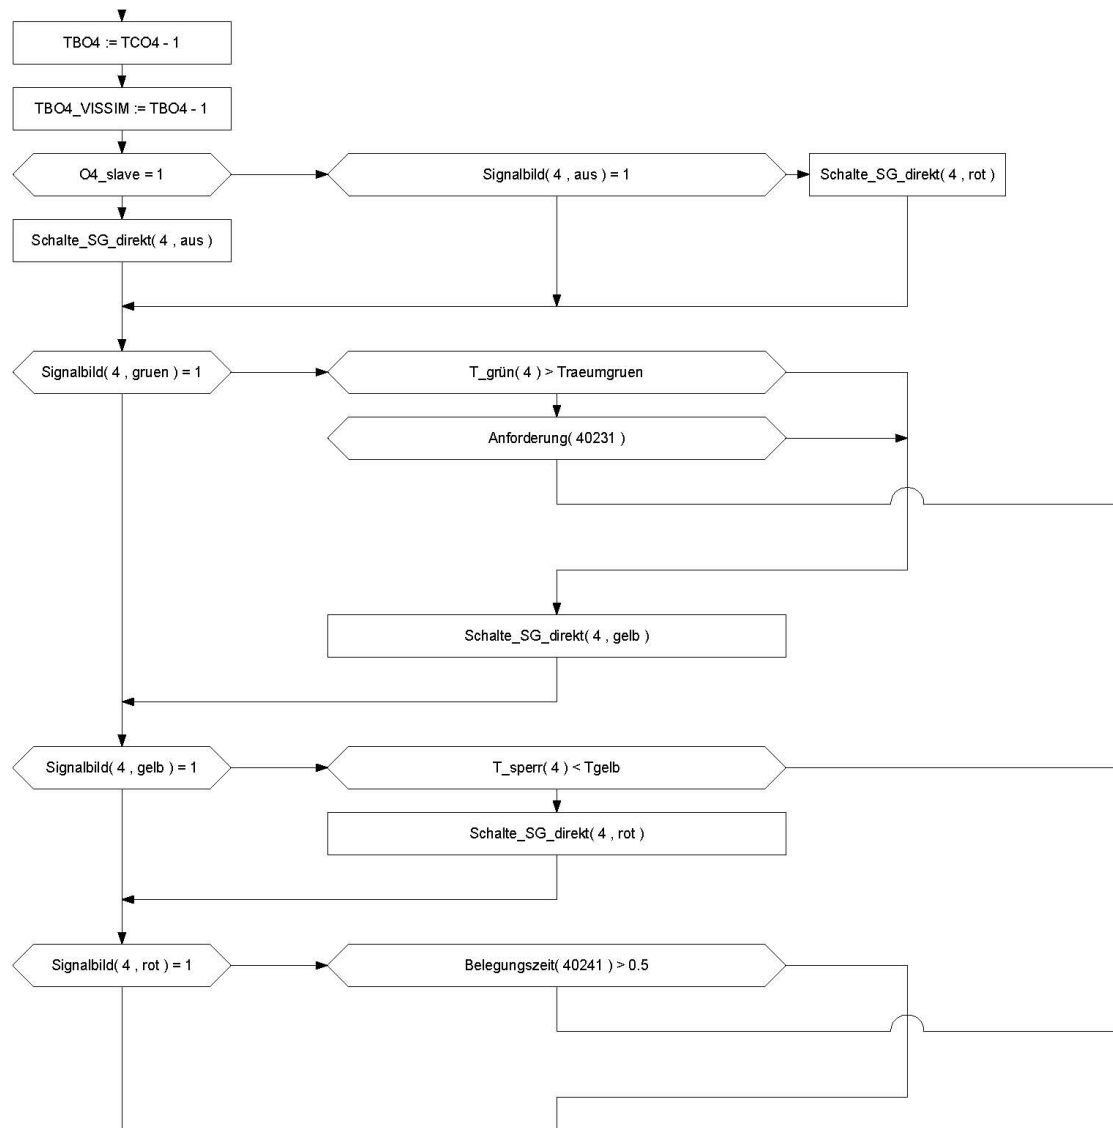 TBO4 := TCO4 - 1
TBO4_VISSIM := TBO4 - 1
O4_slave = 1
Signalbild( 4 , aus ) = 1
Schalte_SG_direkt( 4 , rot )
Schalte_SG_direkt( 4 , aus )
Signalbild( 4 , gruen ) = 1
T_grün( 4 ) > Traeumgruen
Anforderung( 40231 )
Schalte_SG_direkt( 4 , gelb )
Signalbild( 4 , gelb ) = 1
T_sperr( 4 ) < Tgelb
Schalte_SG_direkt( 4 , rot )
Signalbild( 4 , rot ) = 1
Belegungszeit( 40241 ) > 0.5